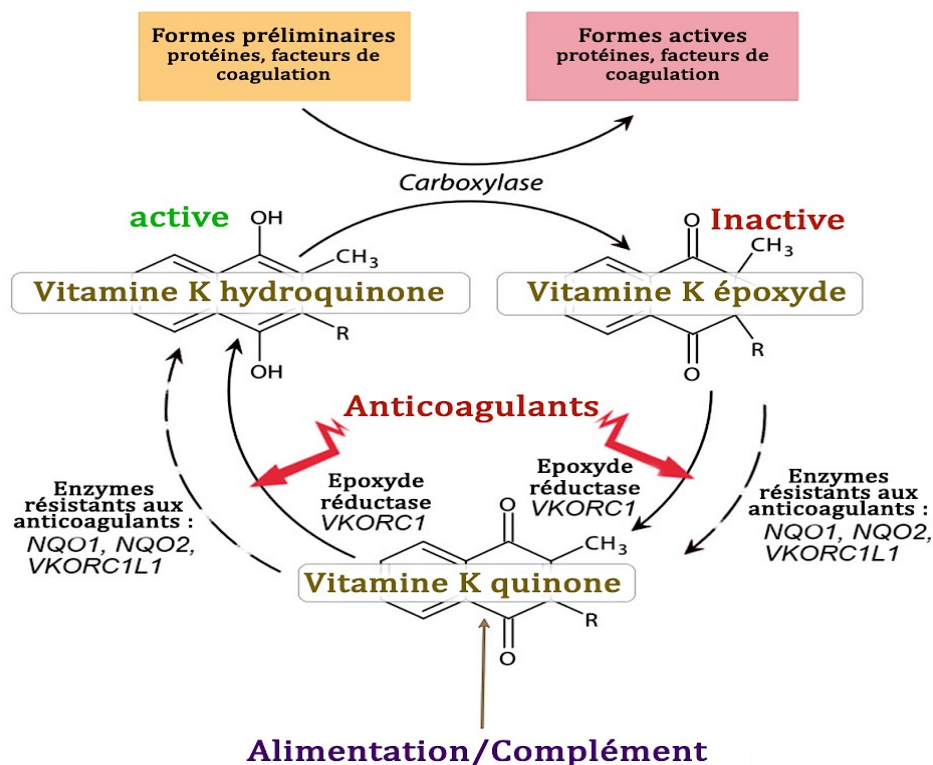 Formes préliminaires
protéines, facteurs de
coagulation
Formes actives
protéines, facteurs de
coagulation
Carboxylase
active
OH
CH3
Vitamine K hydroquinone
R
OH
Inactive
O
CH3
Vitamine K époxyde
R
O
Anticoagulants
Enzymes
résistants aux
anticoagulants :
NQO1, NQO2,
VKORC1L1
Epoxyde
réductase
VKORC1
Epoxyde
réductase
VKORC1
Enzymes
résistants aux
anticoagulants :
NQO1, NQO2,
VKORC1L1
O
CH3
Vitamine K quinone
R
O
Alimentation/Complément